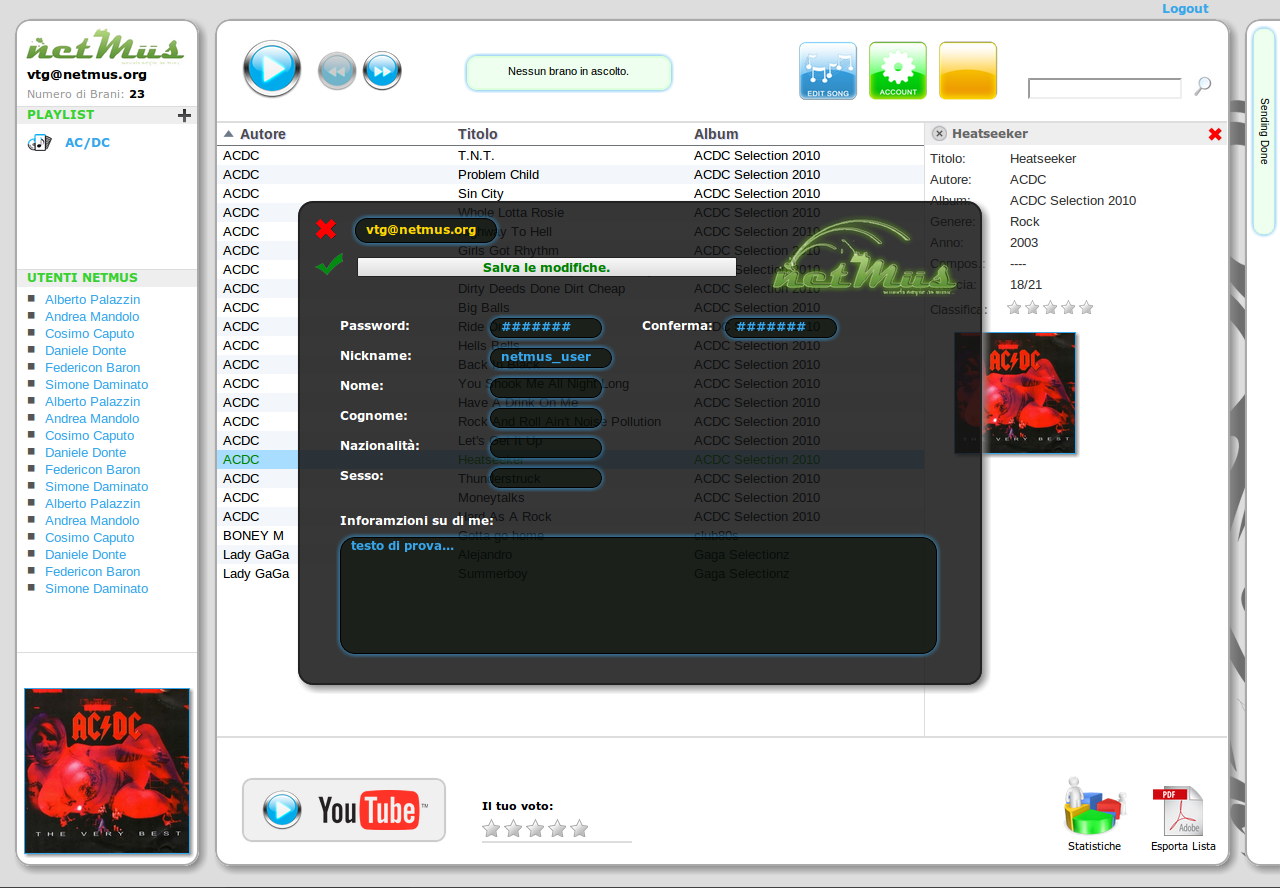 Logout
netmus
vtg@netmus.org
Numero di Brani: 23
PLAYLIST
AC/DC
UTENTI NETMUS
Alberto Palazzin
Andrea Mandolo
Cosimo Caputo
Daniele Donte
Federicon Baron
Simone Daminato
Alberto Palazzin
Andrea Mandolo
Cosimo Caputo
Daniele Donte
Federicon Baron
Simone Daminato
Alberto Palazzin
Andrea Mandolo
Cosimo Caputo
Daniele Donte
Federicon Baron
Simone Daminato
AC/DC
THE VERY BEST
Nessun brano in ascolto.
EDIT SONG
ACCOUNT
Sending Done
Autore Titolo Album
ACDC T.N.T. ACDC Selection 2010
ACDC Problem Child ACDC Selection 2010
ACDC Sin City ACDC Selection 2010
ACDC Whole Lotta Rosie ACDC Selection 2010
ACDC way To Hell ACDC Selection 2010
ACDC Girls Got Rhythm ACDC Selection 2010
ACDC
ACDC Dirty Deeds Done Dirt Cheap ACDC Selection 2010
ACDC Big Balls ACDC Selection 2010
ACDC Ride ACDC Selection 2010
ACDC Hells Bells ACDC Selection 2010
ACDC Back ACDC Selection 2010
ACDC You Shook Me All Night Long ACDC Selection 2010
ACDC Have A Drink On Me ACDC Selection 2010
ACDC Rock And Roll Ain't Noise Pollution ACDC Selection 2010
ACDC Let's Get It Up ACDC Selection 2010
ACDC Heatseeker ACDC Selection 2010
ACDC Thunderstruck ACDC Selection 2010
ACDC Moneytalks ACDC Selection 2010
ACDC Hard As A Rock ACDC Selection 2010
BONEY M Gotta go home club80s
Lady GaGa Alejandro Gaga Selectionz
Lady GaGa Summerboy Gaga Selectionz
vtg@netmus.org
Salva le modifiche.
netmus
Password: ####### Conferma: #######
Nickname: netmus_user
Nome:
Cognome:
Nazionalità:
Sesso:
Inforamzioni su di me:
testo di prova...
Heatseeker
Titolo: Heatseeker
Autore: ACDC
Album: ACDC Selection 2010
Genere: Rock
Anno: 2003
Compos.: ----
18/21
Classifica:
AC/DC
THE VERY BEST
YouTube™
Il tuo voto:
Statistiche
PDF
Adobe
Esporta Lista